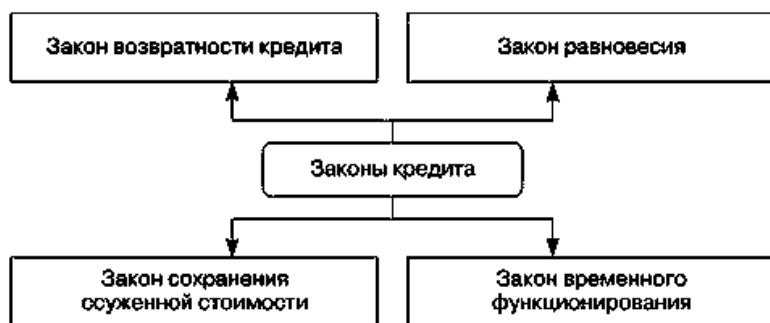 Закон возвратности кредита
Закон равновесия
Законы кредита
Закон сохранения
ссуженной стоимости
Закон временного
функционирования